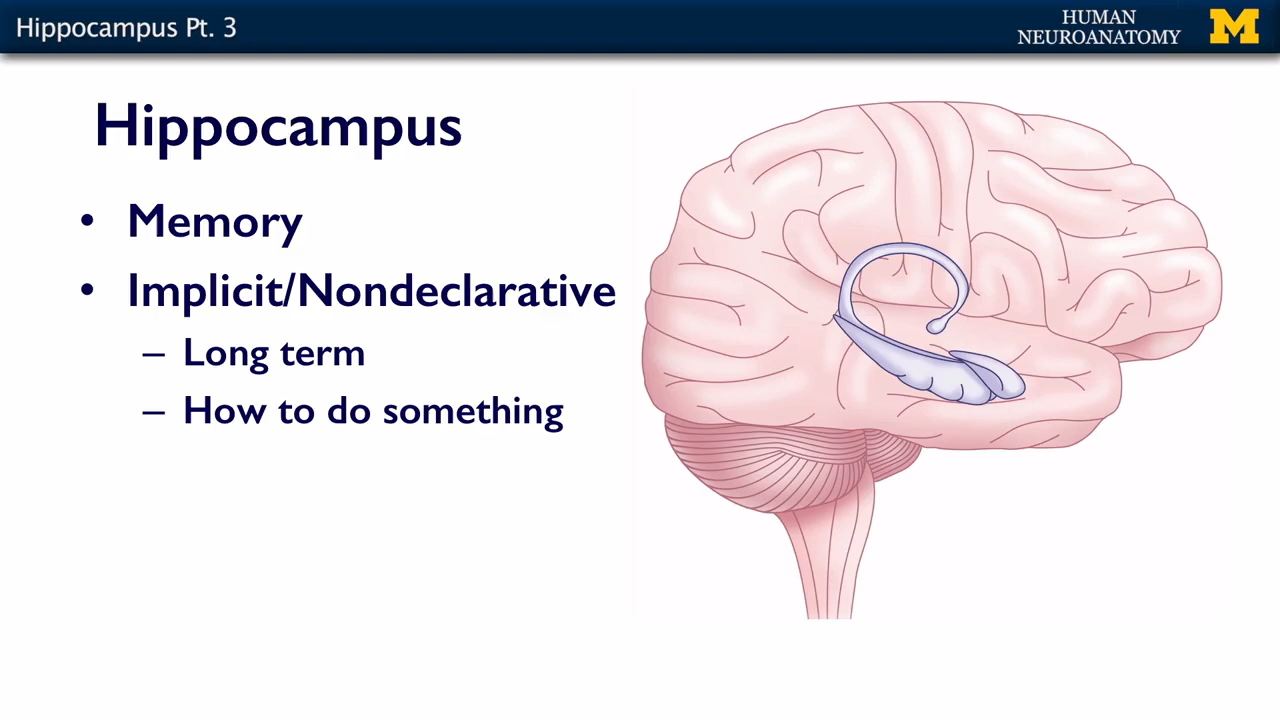 Hippocampus Pt. 3
HUMAN
NEUROANATOMY
M
Hippocampus
• Memory
• Implicit/Nondeclarative
– Long term
– How to do something